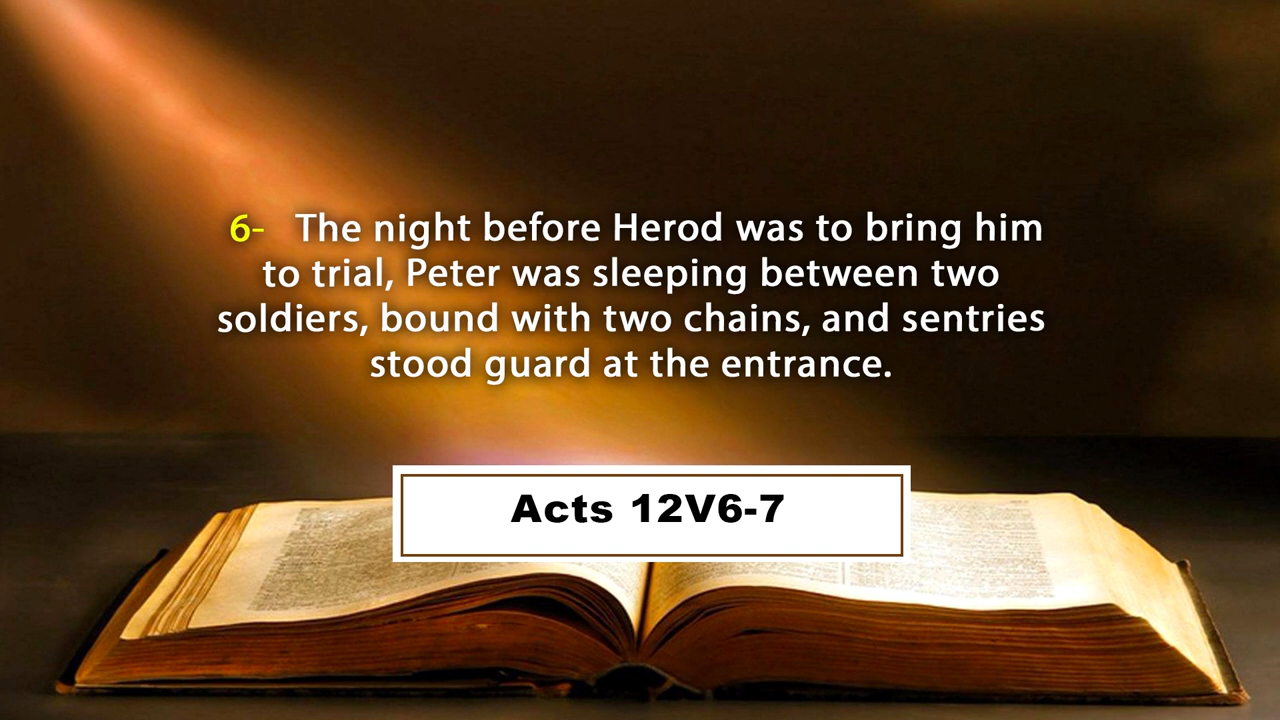 6- The night before Herod was to bring him
to trial, Peter was sleeping between two
soldiers, bound with two chains, and sentries
stood guard at the entrance.
Acts 12V6-7